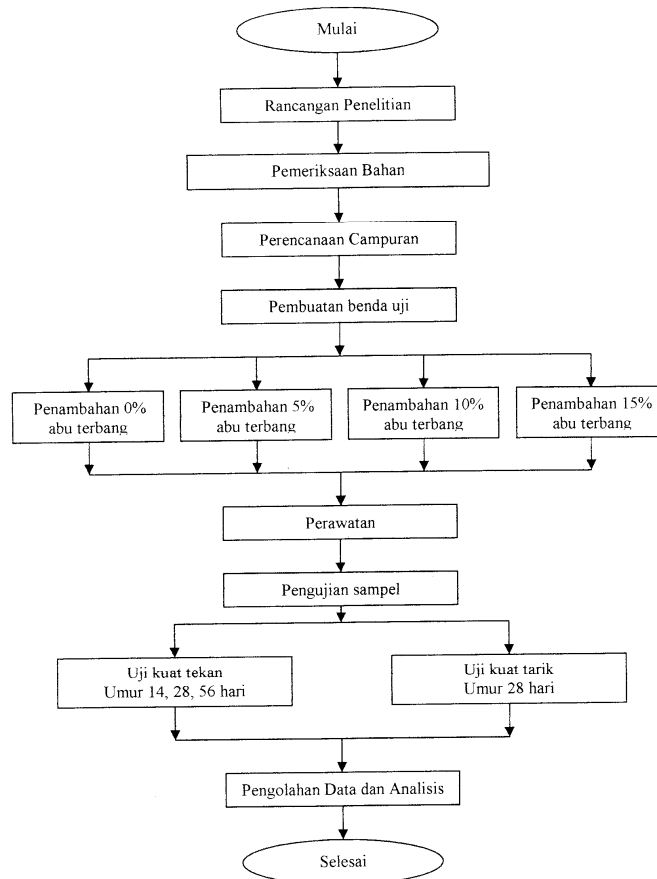 Mulai
Rancangan Penelitian
Pemeriksaan Bahan
Perencanaan Campuran
Pembuatan benda uji
Penambahan 0%
abu terbang
Penambahan 5%
abu terbang
Penambahan 10%
abu terbang
Penambahan 15%
abu terbang
Perawatan
Pengujian sampel
Uji kuat tekan
Umur 14, 28, 56 hari
Uji kuat tarik
Umur 28 hari
Pengolahan Data dan Analisis
Selesai